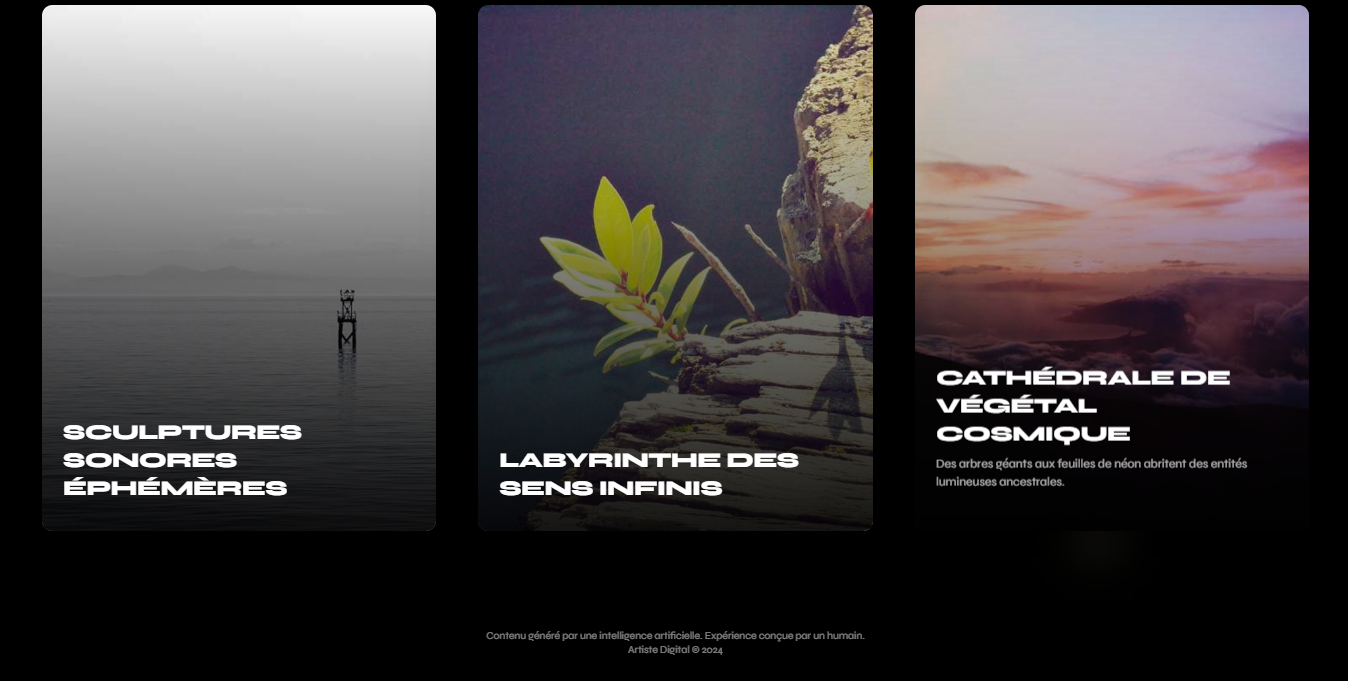 SCULPTURES
SONORES
ÉPHÉMÈRES
LABYRINTHE DES
SENS INFINIS
CATHÉDRALE DE
VÉGÉTAL
COSMIQUE
Des arbres géants aux feuilles de néon abritent des entités
lumineuses ancestrales.
Contenu généré par une intelligence artificielle. Expérience conçue par un humain.
Artiste Digital © 2024